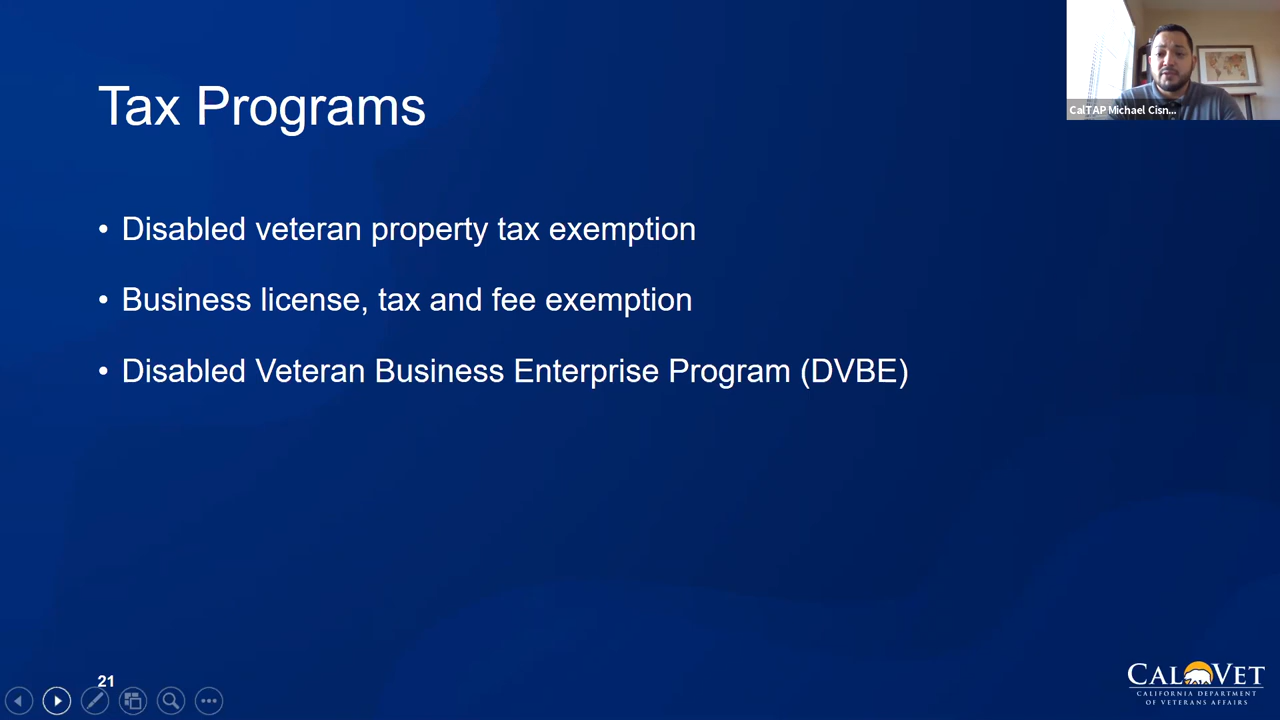 Tax Programs
CalTAP Michael Cisn...
• Disabled veteran property tax exemption
• Business license, tax and fee exemption
• Disabled Veteran Business Enterprise Program (DVBE)
21
CALVET
CALIFORNIA DEPARTMENT
OF VETERANS AFFAIRS